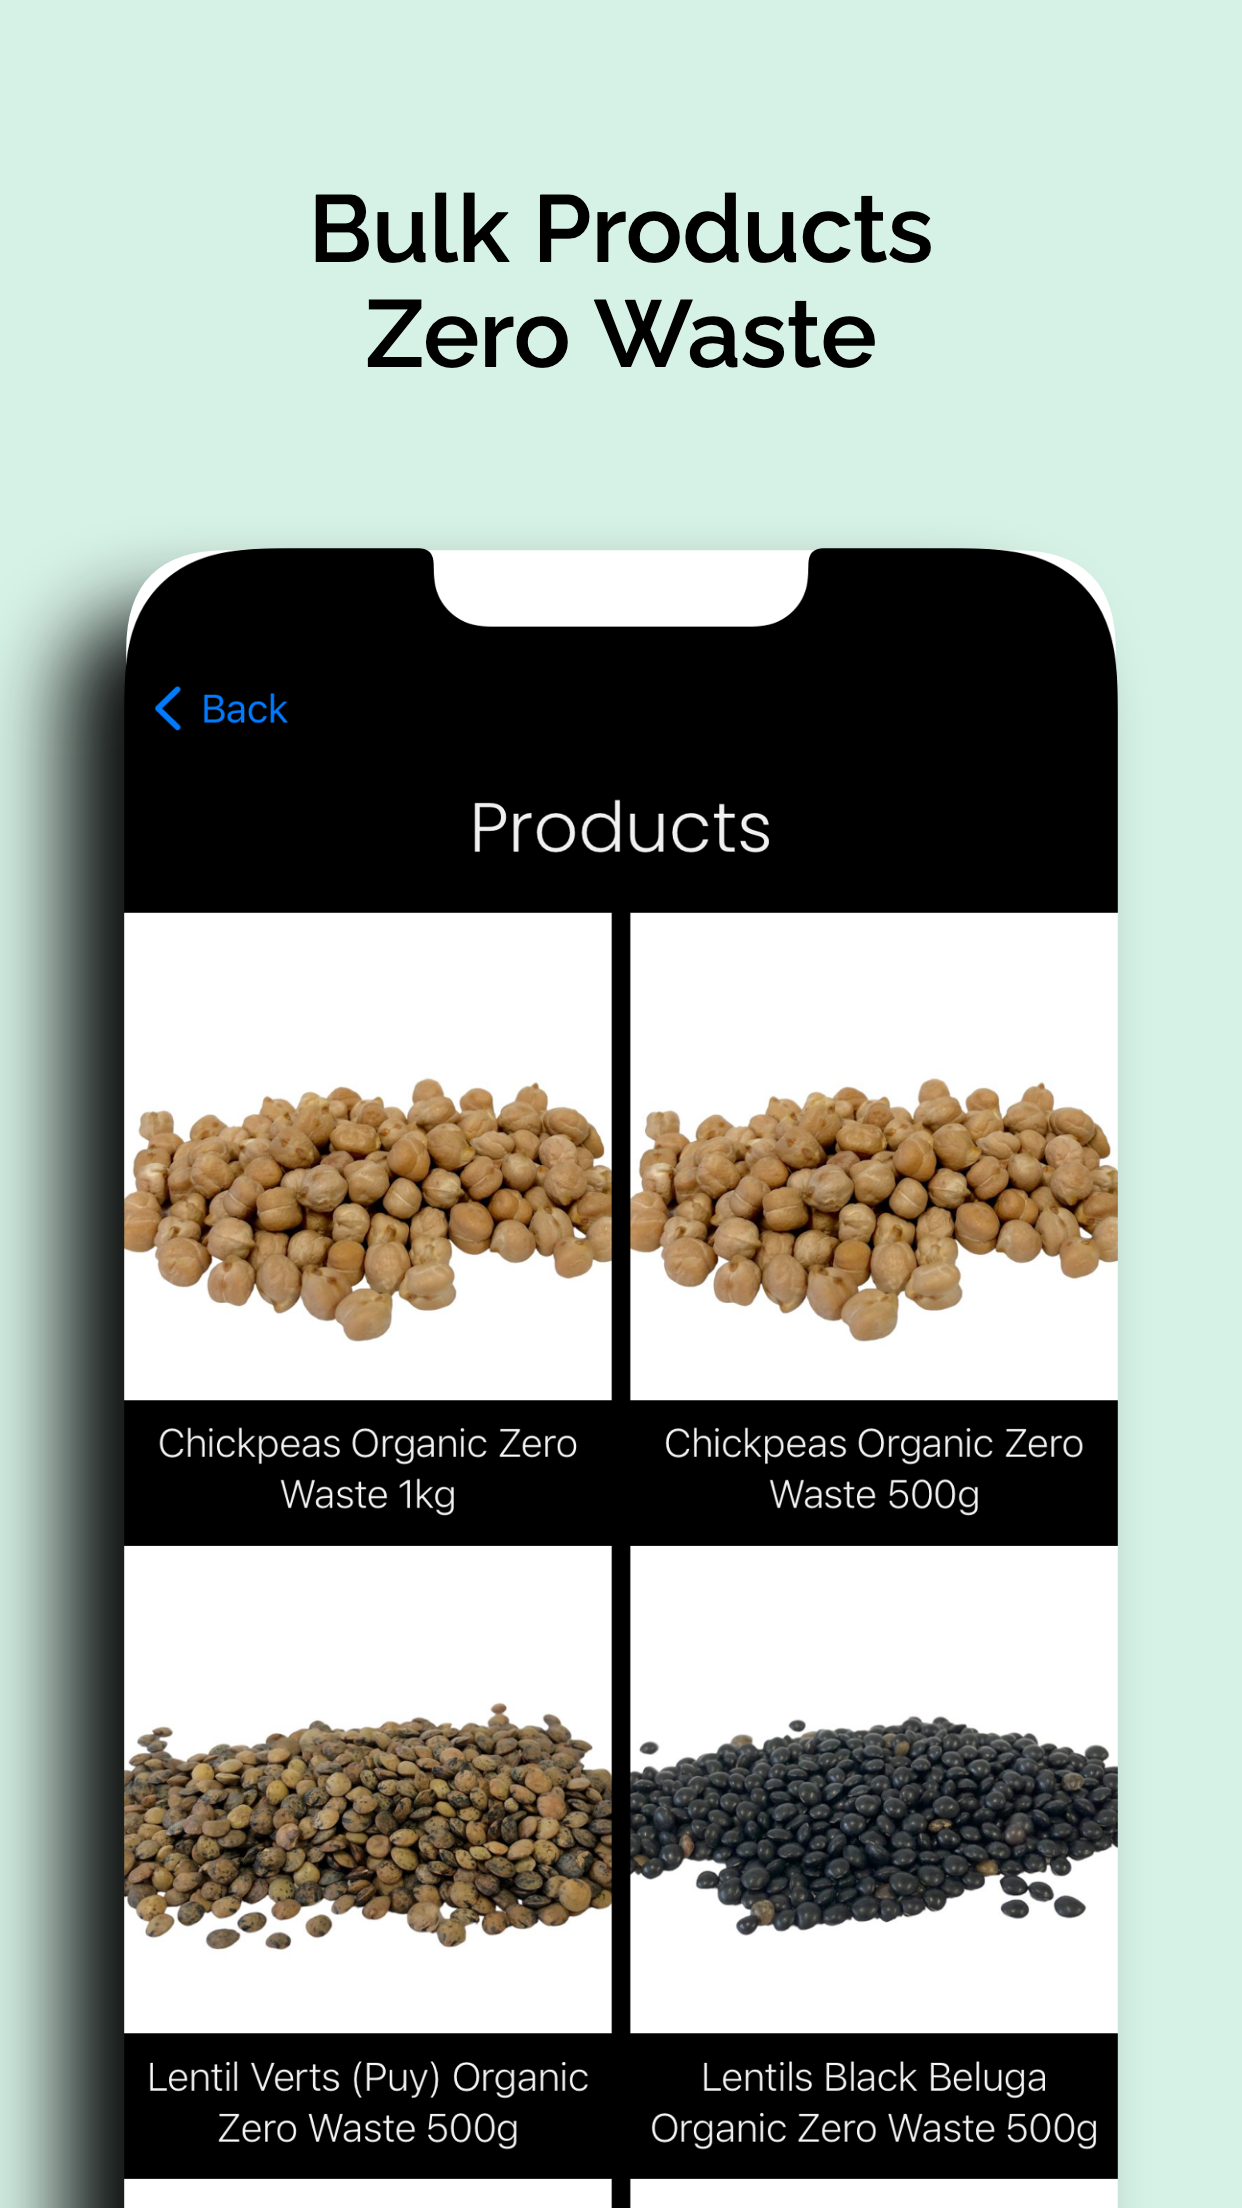 Bulk Products
Zero Waste
Back
Products
Chickpeas Organic Zero
Waste 1kg
Chickpeas Organic Zero
Waste 500g
Lentil Verts (Puy) Organic
Zero Waste 500g
Lentils Black Beluga
Organic Zero Waste 500g